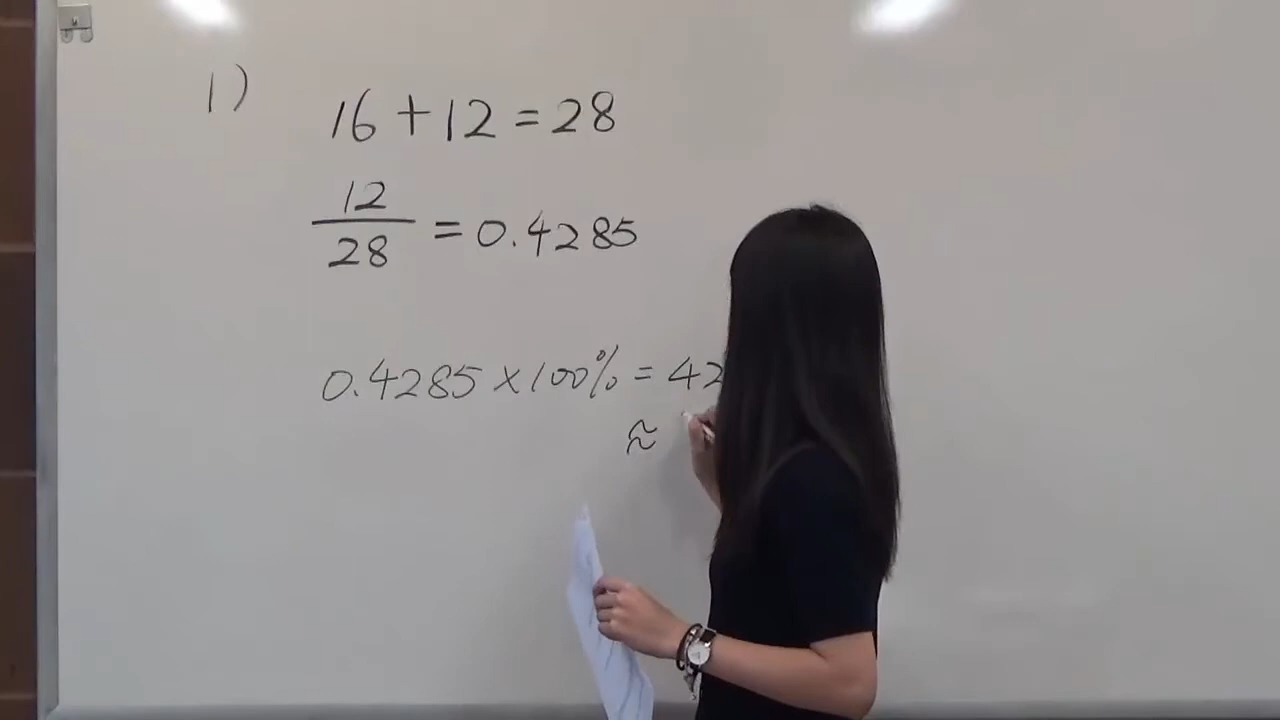 1)
16 + 12 = 28
12
28
= 0.4285
0.4285 × 100% = 42
≈